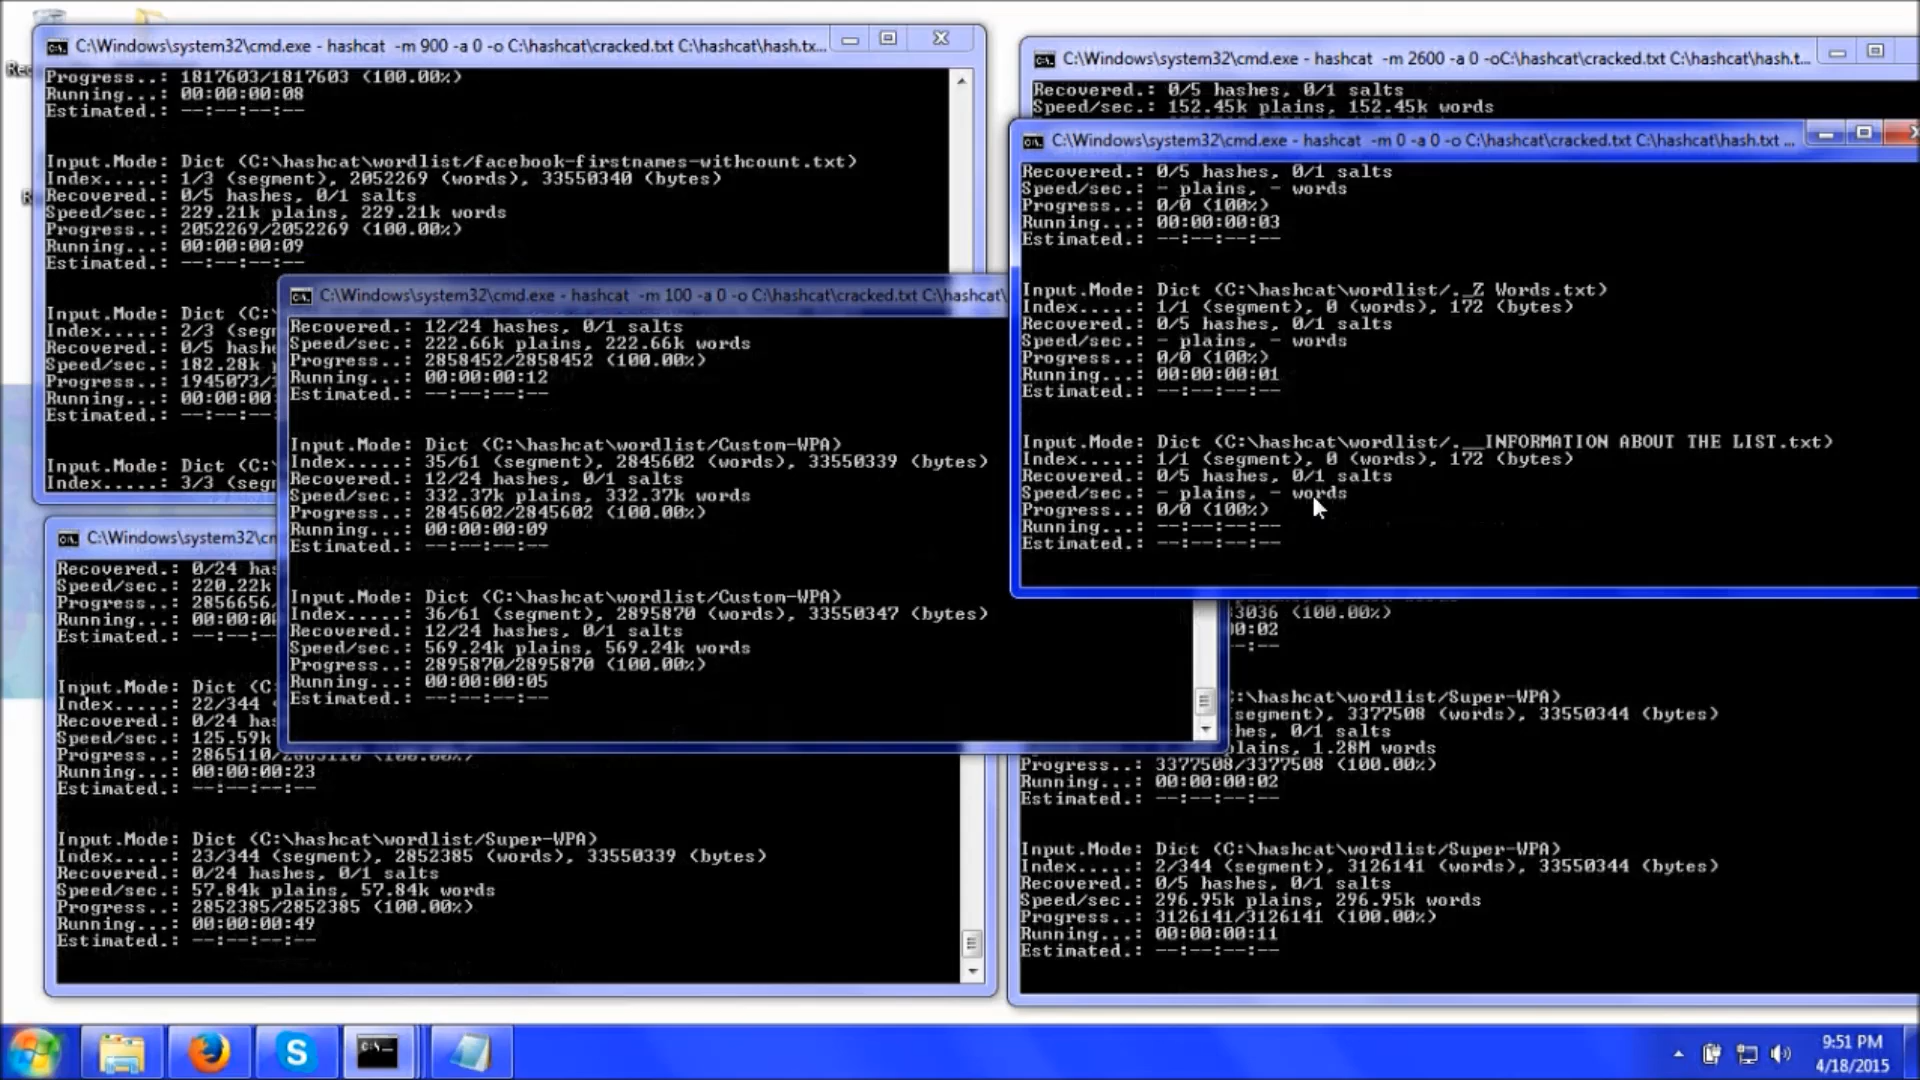 C:\Windows\system32\cmd.exe - hashcat  -m 900 -a 0 -o C:\hashcat\cracked.txt C:\hashcat\hash.tx...
Progress..: 1817603/1817603 (100.00%)
Running...: 00:00:00:08
Estimated.: --:--:--:--
Input.Mode: Dict (C:\hashcat\wordlist/facebook-firstnames-withcount.txt)
Index.....: 1/3 (segment), 2052269 (words), 33550340 (bytes)
Recovered.: 0/5 hashes, 0/1 salts
Speed/sec.: 229.21k plains, 229.21k words
Progress..: 2052269/2052269 (100.00%)
Running...: 00:00:00:09
Estimated.: --:--:--:--
Input.Mode: Dict (C:\
Index.....: 2/3 (segm
Recovered.: 0/5 hashe
Speed/sec.: 182.28k
Progress..: 1945073/
Running...: 00:00:00
Estimated.: --:--:--
Input.Mode: Dict (C:\
Index.....: 3/3 (segm
C:\Windows\system32\cmd.exe - hashcat  -m 2600 -a 0 -oC:\hashcat\cracked.txt C:\hashcat\hash.t...
Recovered.: 0/5 hashes, 0/1 salts
Speed/sec.: 152.45k plains, 152.45k words
C:\Windows\system32\cmd.exe - hashcat  -m 0 -a 0 -o C:\hashcat\cracked.txt C:\hashcat\hash.txt ...
Recovered.: 0/5 hashes, 0/1 salts
Speed/sec.: - plains, - words
Progress..: 0/0 (100%)
Running...: 00:00:00:03
Estimated.: --:--:--:--
Input.Mode: Dict (C:\hashcat\wordlist/._Z Words.txt)
Index.....: 1/1 (segment), 0 (words), 172 (bytes)
Recovered.: 0/5 hashes, 0/1 salts
Speed/sec.: - plains, - words
Progress..: 0/0 (100%)
Running...: 00:00:00:01
Estimated.: --:--:--:--
Input.Mode: Dict (C:\hashcat\wordlist/.__INFORMATION ABOUT THE LIST.txt)
Index.....: 1/1 (segment), 0 (words), 172 (bytes)
Recovered.: 0/5 hashes, 0/1 salts
Speed/sec.: - plains, - words
Progress..: 0/0 (100%)
Running...: --:--:--:--
Estimated.: --:--:--:--
C:\Windows\system32\cmd.exe - hashcat  -m 100 -a 0 -o C:\hashcat\cracked.txt C:\hashcat\
Recovered.: 12/24 hashes, 0/1 salts
Speed/sec.: 222.66k plains, 222.66k words
Progress..: 2858452/2858452 (100.00%)
Running...: 00:00:00:12
Estimated.: --:--:--:--
Input.Mode: Dict (C:\hashcat\wordlist/Custom-WPA)
Index.....: 35/61 (segment), 2845602 (words), 33550339 (bytes)
Recovered.: 12/24 hashes, 0/1 salts
Speed/sec.: 332.37k plains, 332.37k words
Progress..: 2845602/2845602 (100.00%)
Running...: 00:00:00:09
Estimated.: --:--:--:--
Input.Mode: Dict (C:\hashcat\wordlist/Custom-WPA)
Index.....: 36/61 (segment), 2895870 (words), 33550347 (bytes)
Recovered.: 12/24 hashes, 0/1 salts
Speed/sec.: 569.24k plains, 569.24k words
Progress..: 2895870/2895870 (100.00%)
Running...: 00:00:00:05
Estimated.: --:--:--:--
C:\Windows\system32\cm
Recovered.: 0/24 has
Speed/sec.: 220.22k
Progress..: 2856656/
Running...: 00:00:00
Estimated.: --:--:--
Input.Mode: Dict (C:
Index.....: 22/344 (
Recovered.: 0/24 has
Speed/sec.: 125.59k
Progress..: 2865110/2865110 (100.00%)
Running...: 00:00:00:23
Estimated.: --:--:--:--
Input.Mode: Dict (C:\hashcat\wordlist/Super-WPA)
Index.....: 23/344 (segment), 2852385 (words), 33550339 (bytes)
Recovered.: 0/24 hashes, 0/1 salts
Speed/sec.: 57.84k plains, 57.84k words
Progress..: 2852385/2852385 (100.00%)
Running...: 00:00:00:49
Estimated.: --:--:--:--
33036 (100.00%)
00:02
--:--
C:\hashcat\wordlist/Super-WPA)
segment), 3377508 (words), 33550344 (bytes)
hes, 0/1 salts
plains, 1.28M words
Progress..: 3377508/3377508 (100.00%)
Running...: 00:00:00:02
Estimated.: --:--:--:--
Input.Mode: Dict (C:\hashcat\wordlist/Super-WPA)
Index.....: 2/344 (segment), 3126141 (words), 33550344 (bytes)
Recovered.: 0/5 hashes, 0/1 salts
Speed/sec.: 296.95k plains, 296.95k words
Progress..: 3126141/3126141 (100.00%)
Running...: 00:00:00:11
Estimated.: --:--:--:--
9:51 PM
4/18/2015